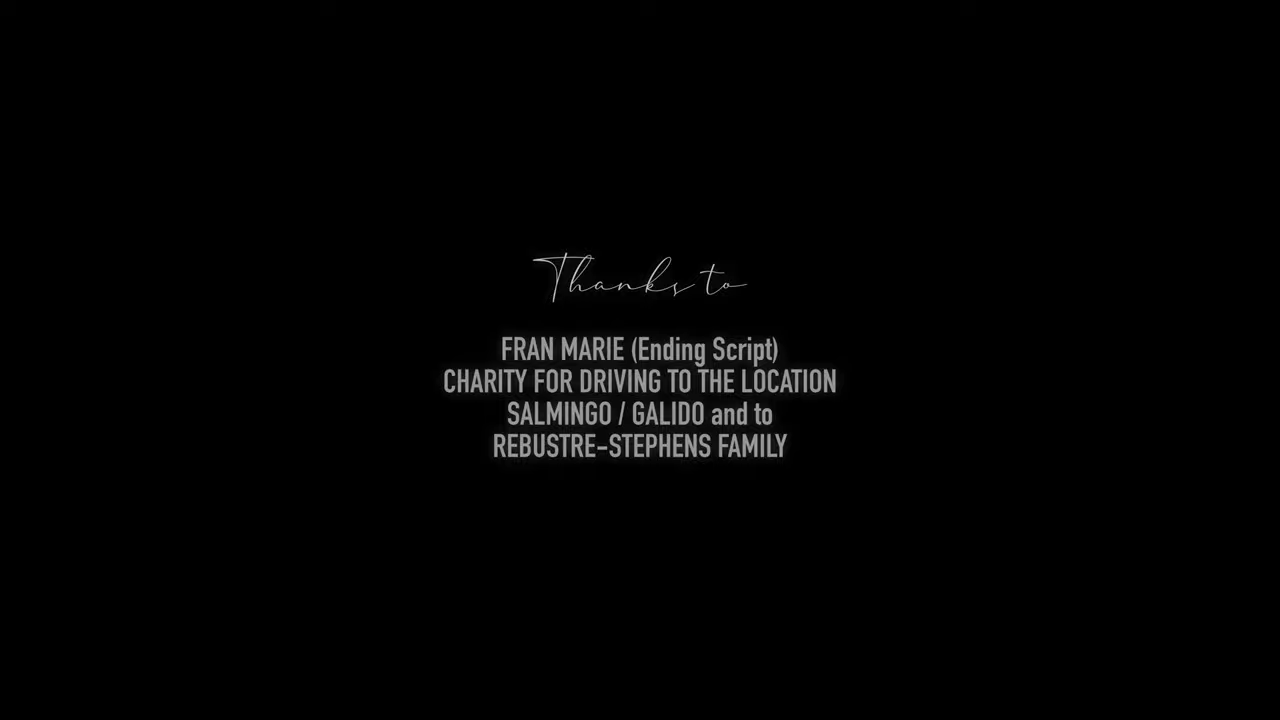 Thanks to
FRAN MARIE (Ending Script)
CHARITY FOR DRIVING TO THE LOCATION
SALMINGO / GALIDO and to
REBUSTRE-STEPHENS FAMILY